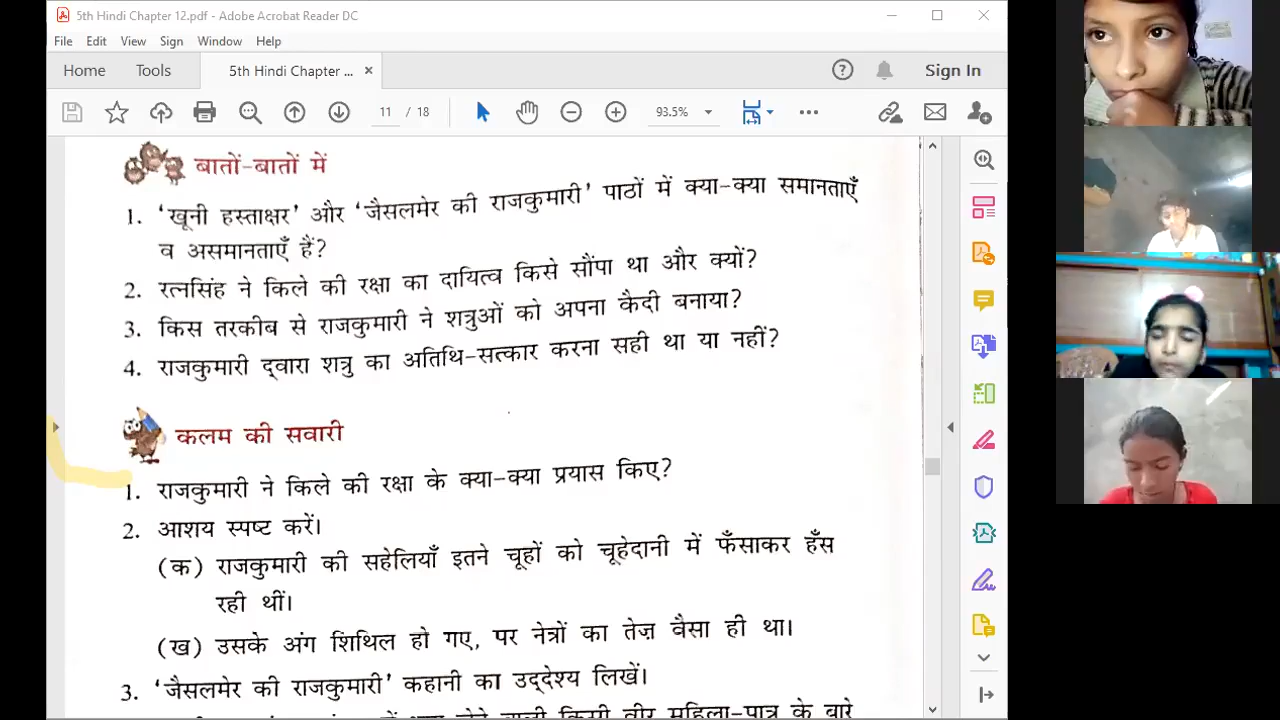 5th Hindi Chapter 12.pdf - Adobe Acrobat Reader DC
File Edit View Sign Window Help
Home Tools 5th Hindi Chapter ... × Sign In
11 / 18 93.5%
बातों-बातों में
1. ‘खूनी हस्ताक्षर’ और ‘जैसलमेर की राजकुमारी’ पाठों में क्या-क्या समानताएँ
व असमानताएँ हैं?
2. रत्नसिंह ने किले की रक्षा का दायित्व किसे सौंपा था और क्यों?
3. किस तरकीब से राजकुमारी ने शत्रुओं को अपना कैदी बनाया?
4. राजकुमारी द्‌वारा शत्रु का अतिथि-सत्कार करना सही था या नहीं?
कलम की सवारी
1. राजकुमारी ने किले की रक्षा के क्या-क्या प्रयास किए?
2. आशय स्पष्ट करें।
(क) राजकुमारी की सहेलियाँ इतने चूहों को चूहेदानी में फँसाकर हँस
रही थीं।
(ख) उसके अंग शिथिल हो गए, पर नेत्रों का तेज़ वैसा ही था।
3. ‘जैसलमेर की राजकुमारी’ कहानी का उद्‌देश्य लिखें।
वाली किसी वीर महिला-पात्र के बारे